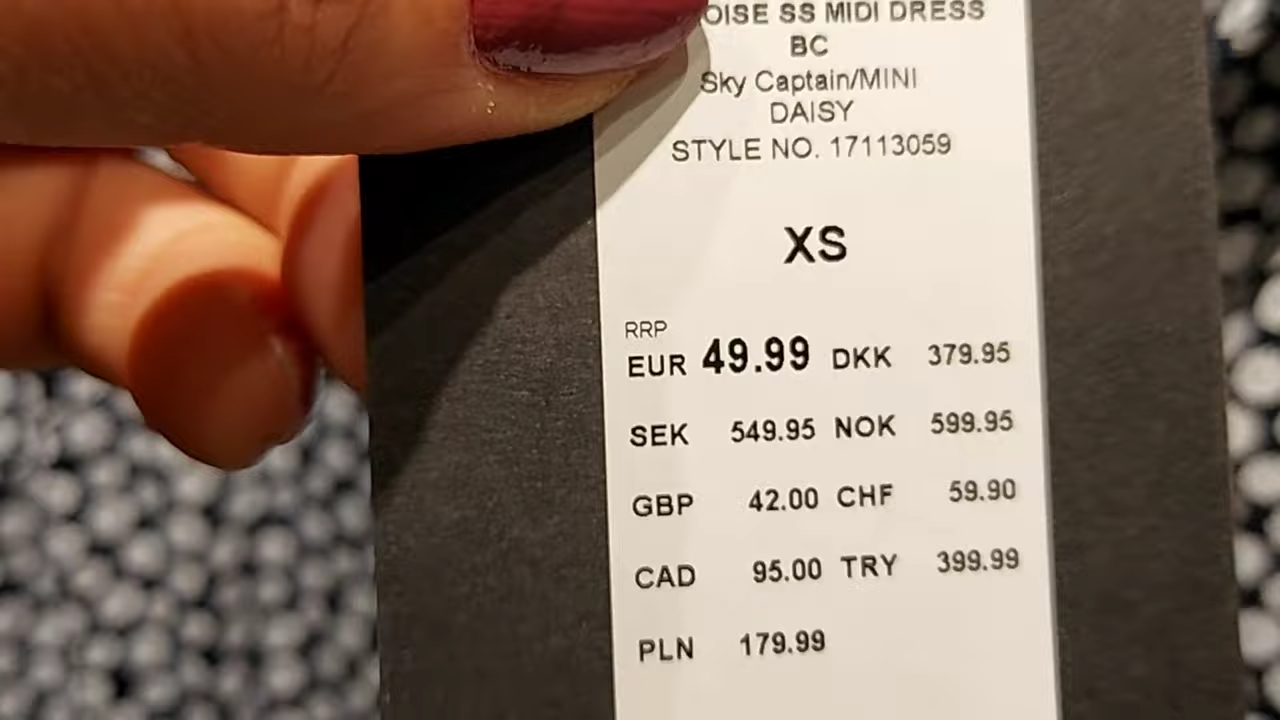 SS MIDI DRESS
BC
Sky Captain/MINI
DAISY
STYLE NO. 17113059
XS
RRP
EUR 49.99 DKK 379.95
SEK 549.95 NOK 599.95
GBP 42.00 CHF 59.90
CAD 95.00 TRY 399.99
PLN 179.99